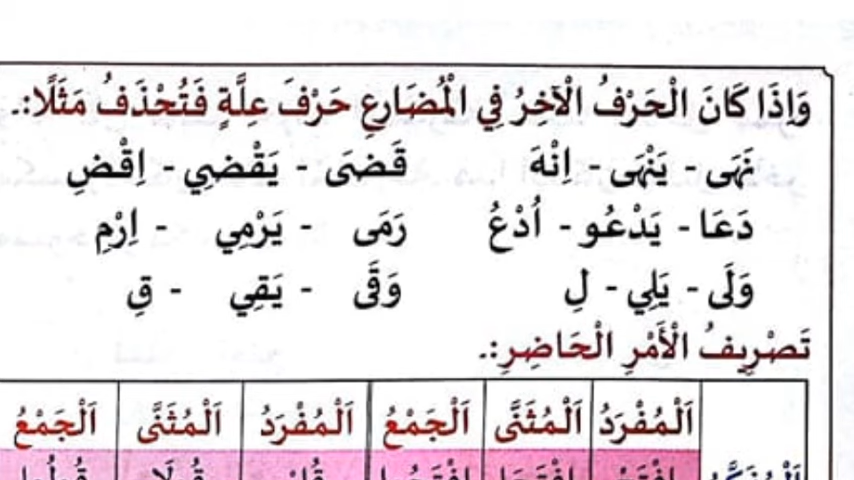 وَاِذَا كَانَ الْحَرْفُ الْآخِرُ فِي الْمُضَارِعِ حَرْفَ عِلَّةٍ فَتُحْذَفُ مَثَلًا:.
نَهَى - يَنْهَى - اِنْهَ قَضَى - يَقْضِي - اِقْضِ
دَعَا - يَدْعُو - اُدْعُ رَمَى - يَرْمِي - اِرْمِ
وَلَى - يَلِي - لِ وَقَّى - يَقِي - قِ
تَصْرِيفُ الْأَمْرِ الْحَاضِرِ:.
اَلْمُفْرَدُ اَلْمُثَنَّى اَلْجَمْعُ اَلْمُفْرَدُ اَلْمُثَنَّى اَلْجَمْعُ